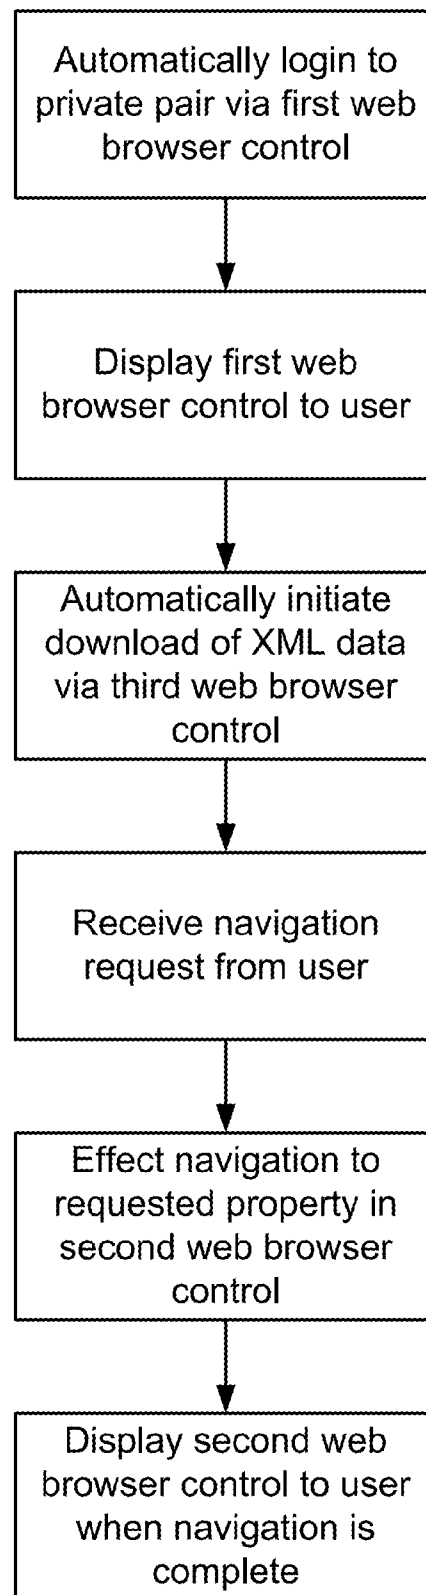 Automatically login to
private pair via first web
browser control
Display first web
browser control to user
Automatically initiate
download of XML data
via third web browser
control
Receive navigation
request from user
Effect navigation to
requested property in
second web browser
control
Display second web
browser control to user
when navigation is
complete